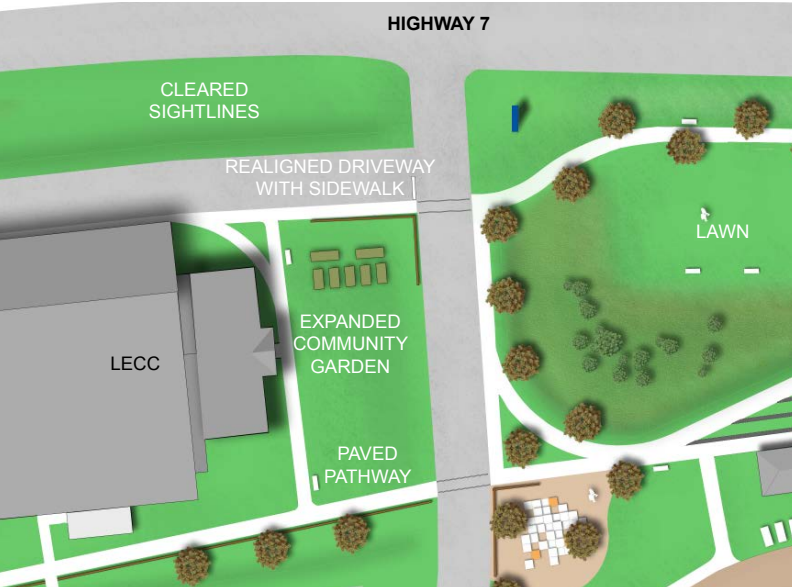 HIGHWAY 7
CLEARED
SIGHTLINES
REALIGNED DRIVEWAY
WITH SIDEWALK
LAWN
EXPANDED
COMMUNITY
GARDEN
LECC
PAVED
PATHWAY